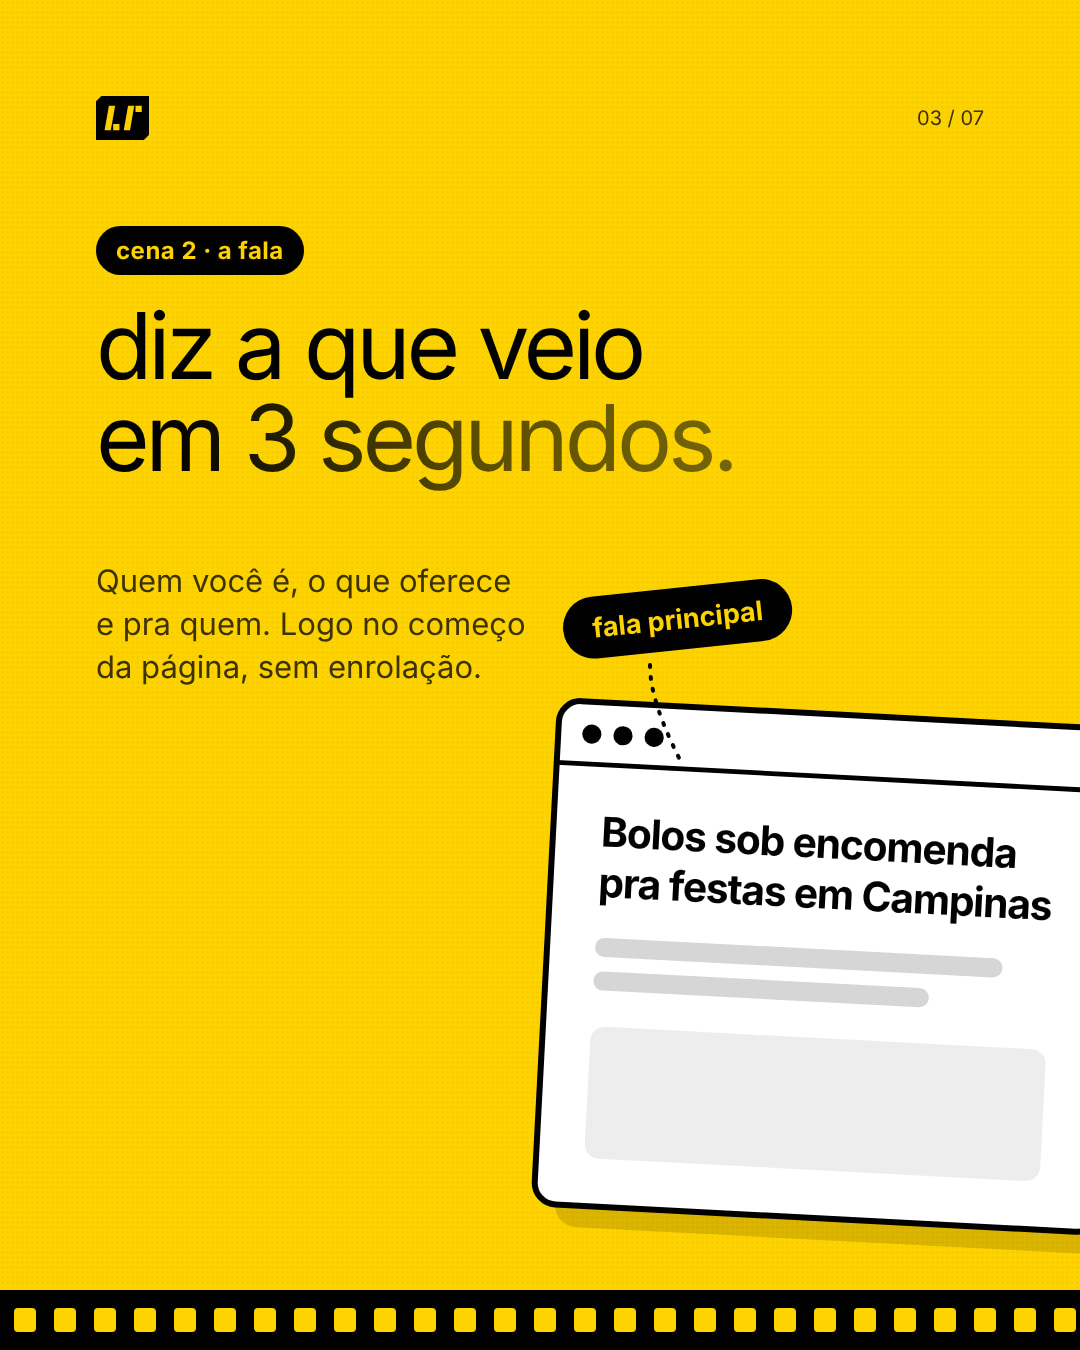 LR
03 / 07
cena 2 · a fala
diz a que veio
em 3 segundos.
Quem você é, o que oferece
e pra quem. Logo no começo
da página, sem enrolação.
fala principal
Bolos sob encomenda
pra festas em Campinas